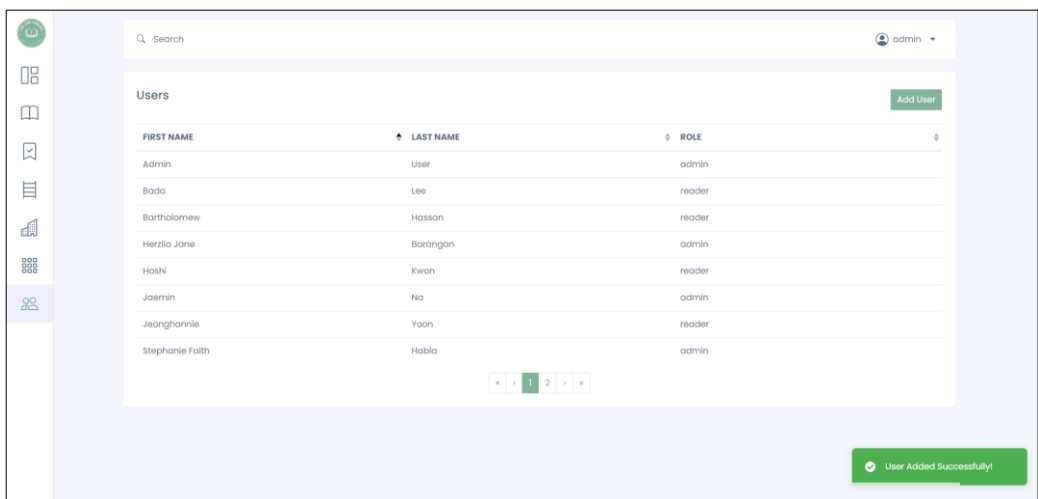 Search
admin
Users
Add User
FIRST NAME LAST NAME ROLE
Admin User admin
Bada Lee reader
Bartholomew Hassan reader
Herzlia Jane Barangan admin
Hoshi Kwon reader
Jaemin Na admin
Jeonghannie Yoon reader
Stephanie Faith Habla admin
« ‹ 1 2 › »
User Added Successfully!